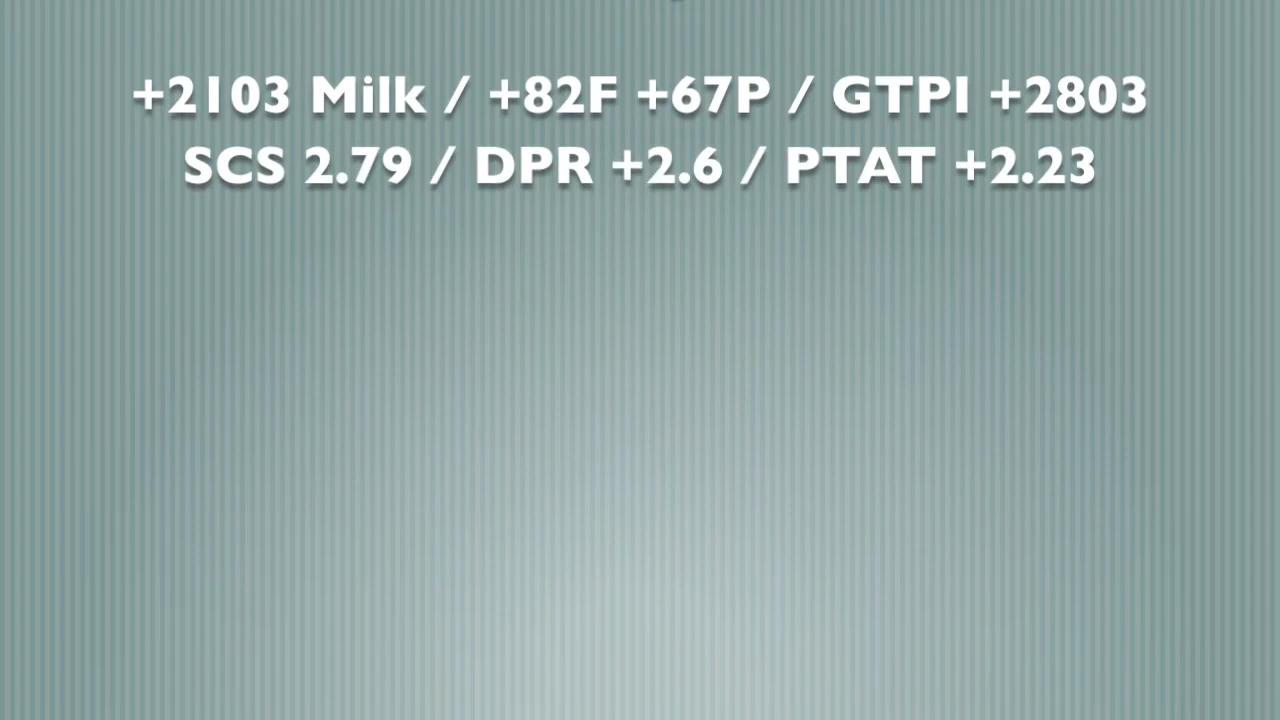 +2103 Milk / +82F +67P / GTPI +2803
SCS 2.79 / DPR +2.6 / PTAT +2.23